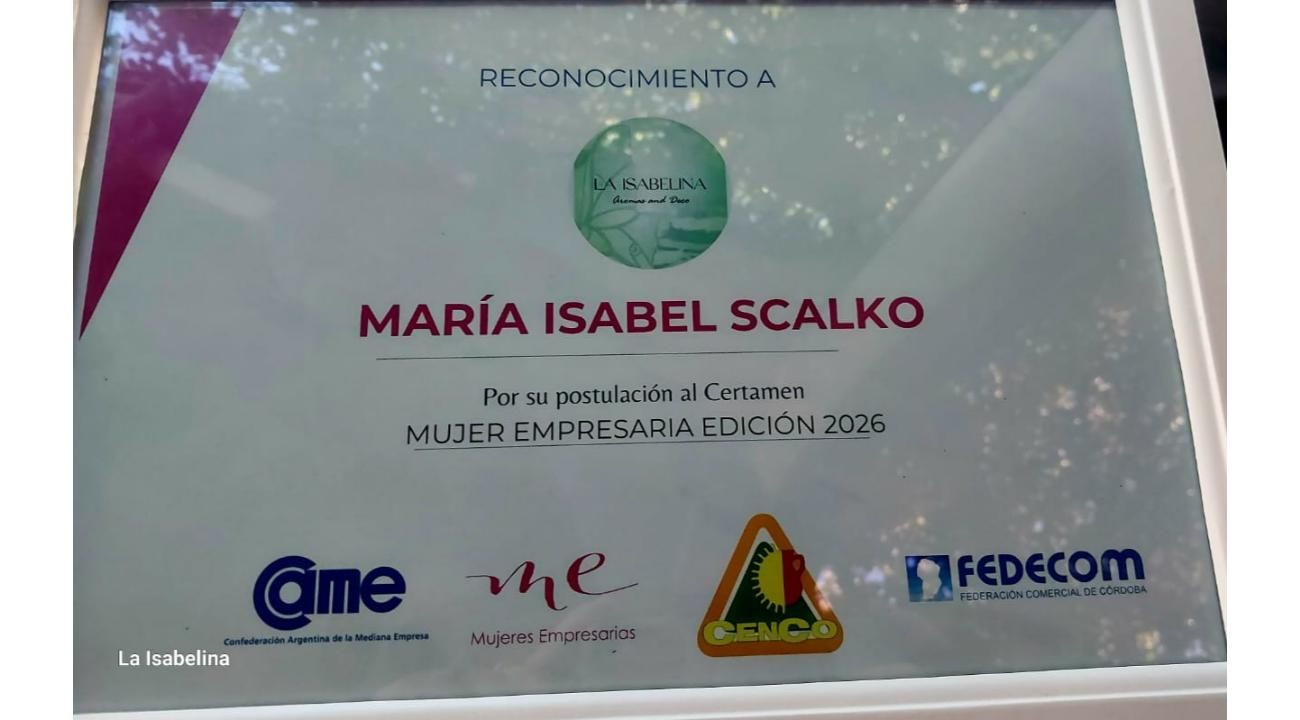 RECONOCIMIENTO A
LA ISABELINA
Aromas and Deco
MARÍA ISABEL SCALKO
Por su postulación al Certamen
MUJER EMPRESARIA EDICIÓN 2026
came
Confederación Argentina de la Mediana Empresa
me
Mujeres Empresarias
CENCO
FEDECOM
FEDERACIÓN COMERCIAL DE CÓRDOBA
La Isabelina